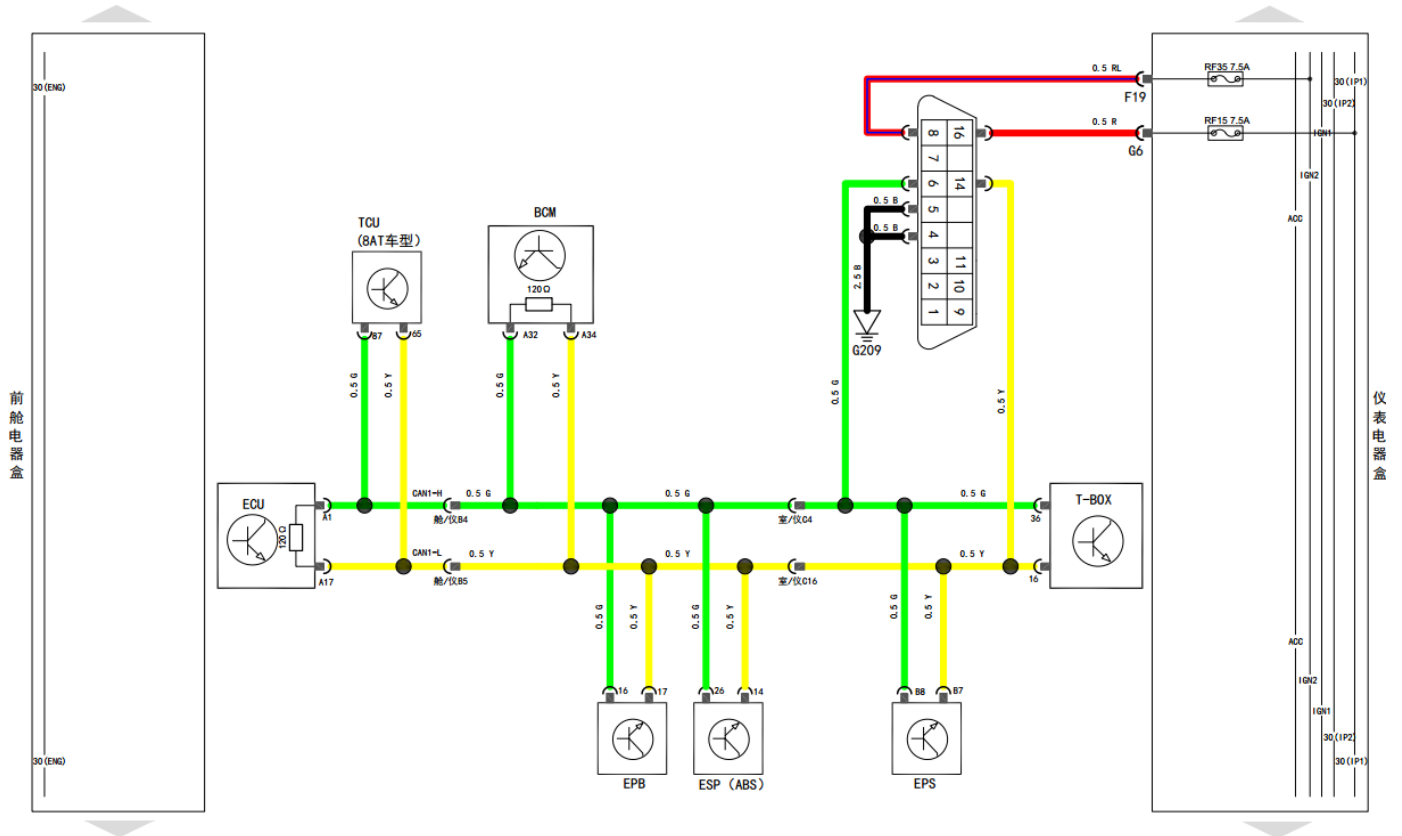 30(ENG)
前舱电器盒
30(ENG)
TCU
(8AT车型)
B7
65
0.5 G
0.5 Y
BCM
120Ω
A32
A34
0.5 G
0.5 Y
ECU
120Ω
A1
A17
CAN1-H
0.5 G
舱/仪B4
CAN1-L
0.5 Y
舱/仪B5
0.5 G
0.5 Y
室/仪C4
室/仪C16
0.5 G
0.5 Y
36
16
T-BOX
0.5 G
0.5 Y
16
17
EPB
0.5 G
0.5 Y
26
14
ESP (ABS)
0.5 G
0.5 Y
B8
B7
EPS
0.5 G
0.5 Y
8
16
7
6
14
5
4
3
11
2
10
1
9
0.5 B
0.5 B
2.5 B
G209
0.5 RL
F19
0.5 R
G6
RF35 7.5A
RF15 7.5A
30(IP1)
30(IP2)
IGN1
IGN2
ACC
仪表电器盒
ACC
IGN2
IGN1
30(IP2)
30(IP1)